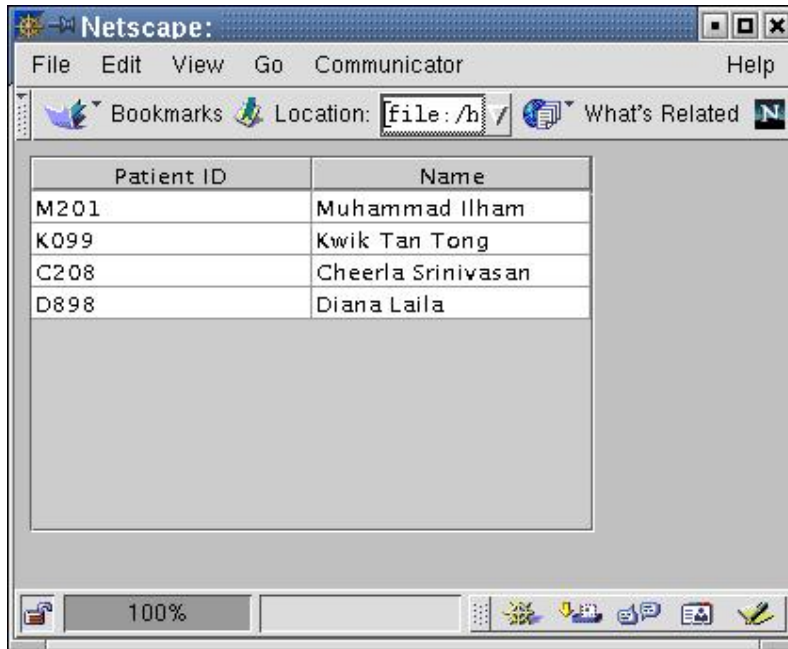 Netscape:
File Edit View Go Communicator Help
Bookmarks Location: file:/h What's Related N
Patient ID Name
M201 Muhammad Ilham
K099 Kwik Tan Tong
C208 Cheerla Srinivasan
D898 Diana Laila
100%